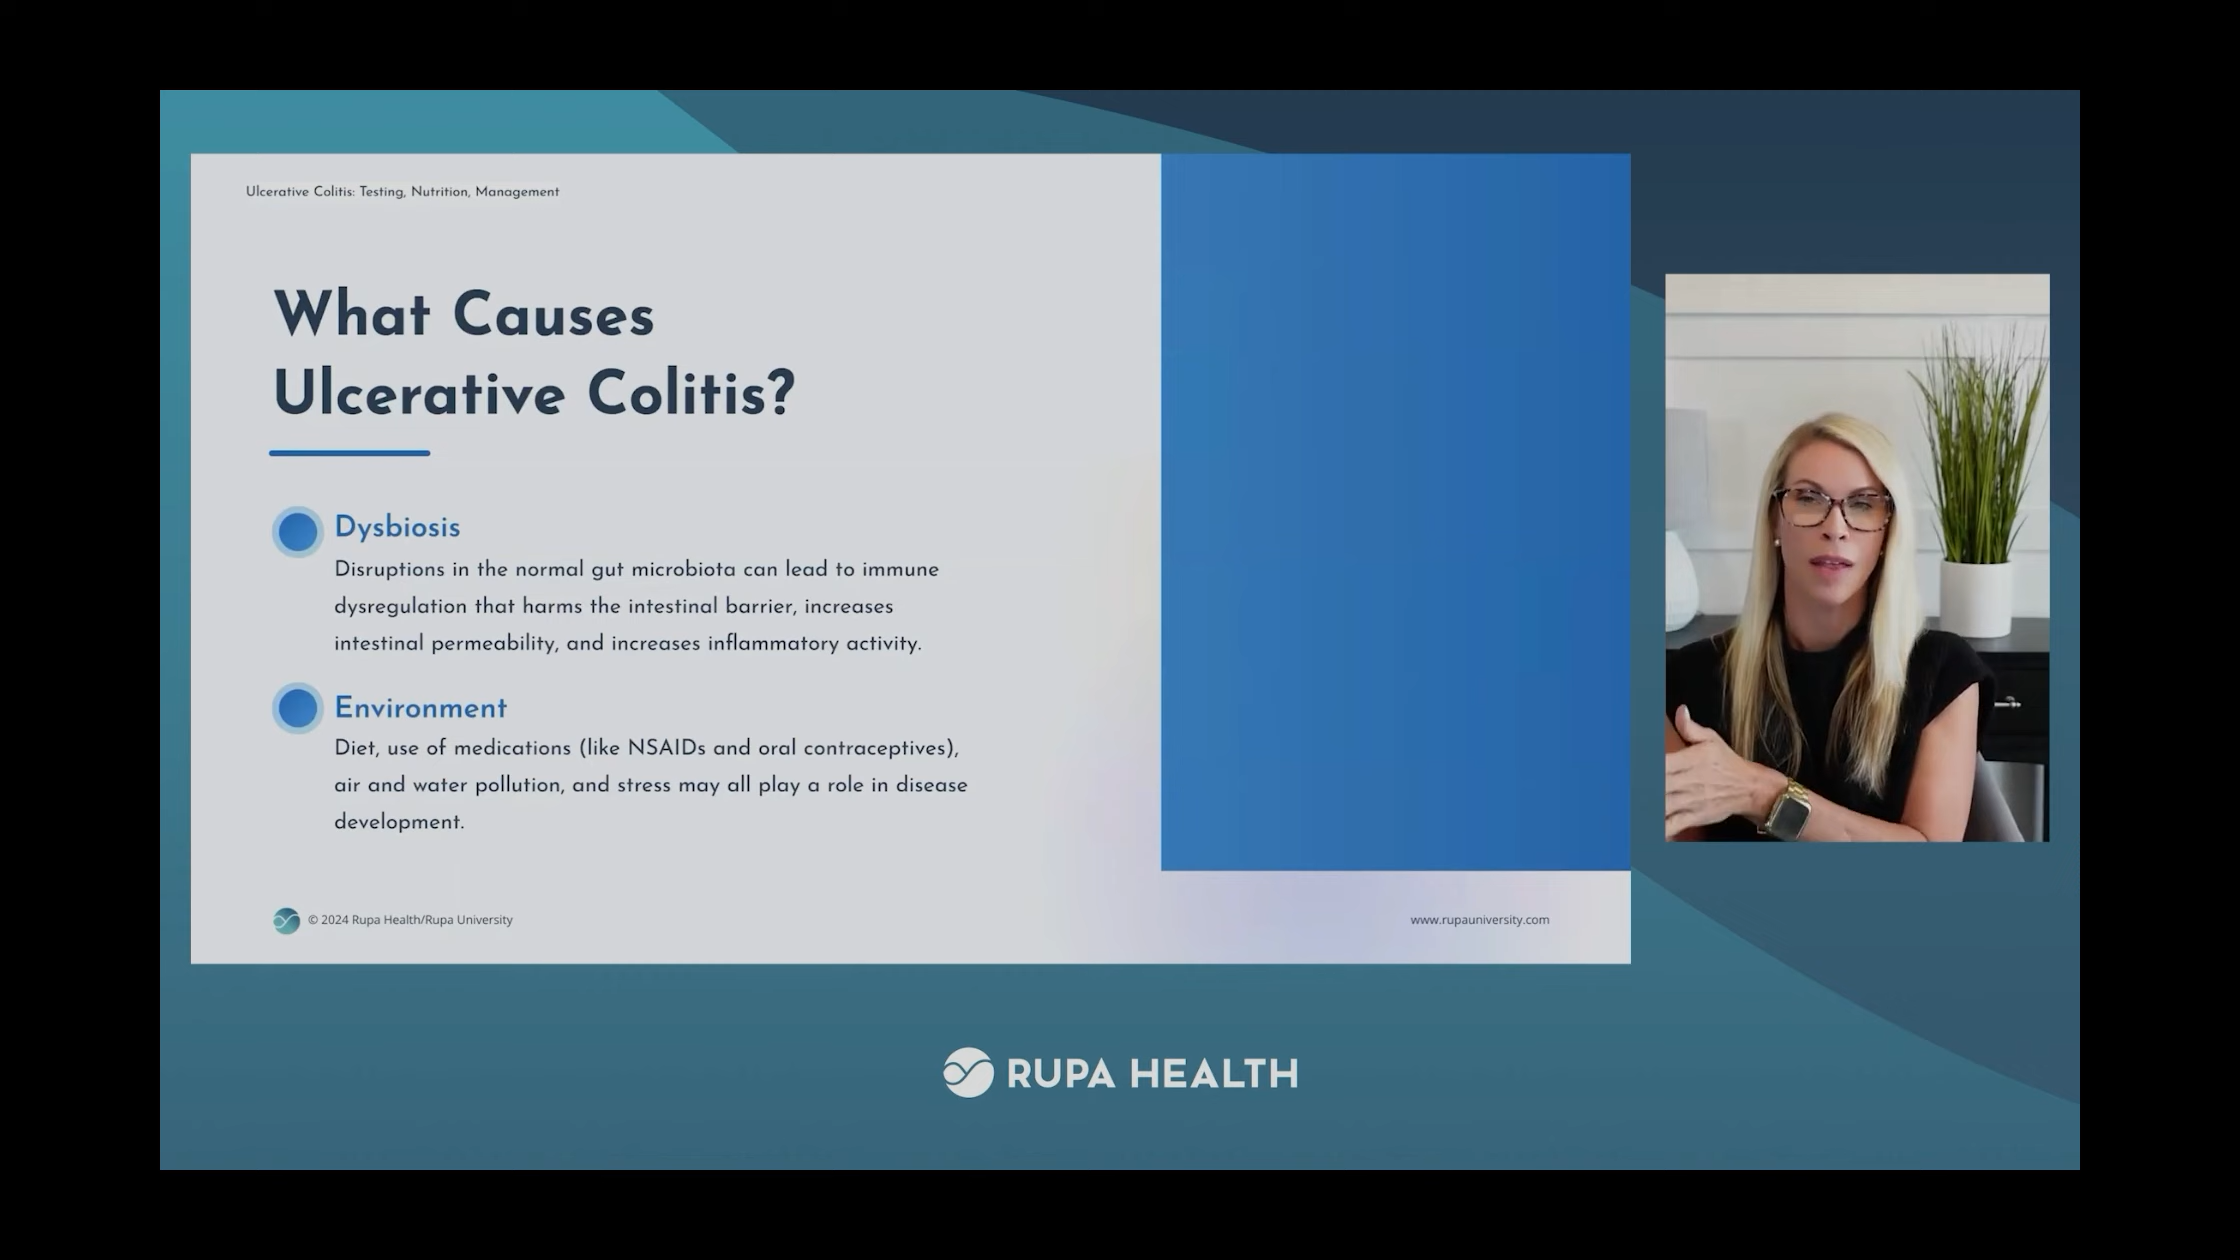 Ulcerative Colitis: Testing, Nutrition, Management
What Causes
Ulcerative Colitis?
Dysbiosis
Disruptions in the normal gut microbiota can lead to immune
dysregulation that harms the intestinal barrier, increases
intestinal permeability, and increases inflammatory activity.
Environment
Diet, use of medications (like NSAIDs and oral contraceptives),
air and water pollution, and stress may all play a role in disease
development.
© 2024 Rupa Health/Rupa University
www.rupauniversity.com
RUPA HEALTH